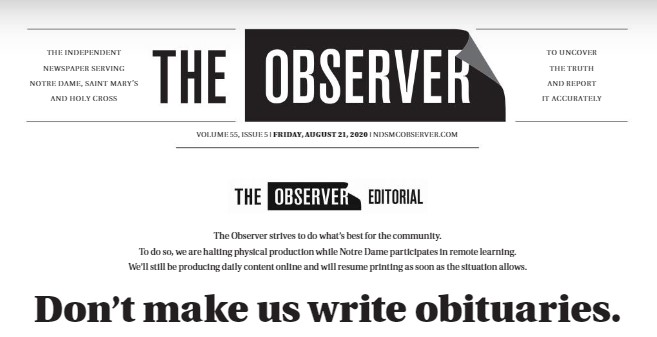 THE INDEPENDENT
NEWSPAPER SERVING
NOTRE DAME, SAINT MARY'S
AND HOLY CROSS
THE OBSERVER
TO UNCOVER
THE TRUTH
AND REPORT
IT ACCURATELY
VOLUME 55, ISSUE 5 | FRIDAY, AUGUST 21, 2020 | NDSMCOBSERVER.COM
THE OBSERVER EDITORIAL
The Observer strives to do what's best for the community.
To do so, we are halting physical production while Notre Dame participates in remote learning.
We'll still be producing daily content online and will resume printing as soon as the situation allows.
Don't make us write obituaries.